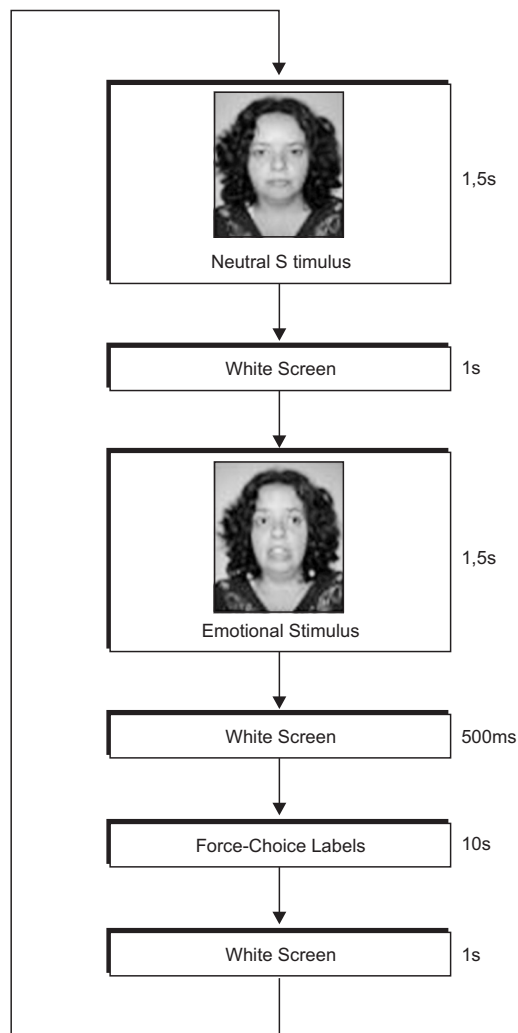 1,5s
Neutral S timulus
White Screen
1s
1,5s
Emotional Stimulus
White Screen
500ms
Force-Choice Labels
10s
White Screen
1s